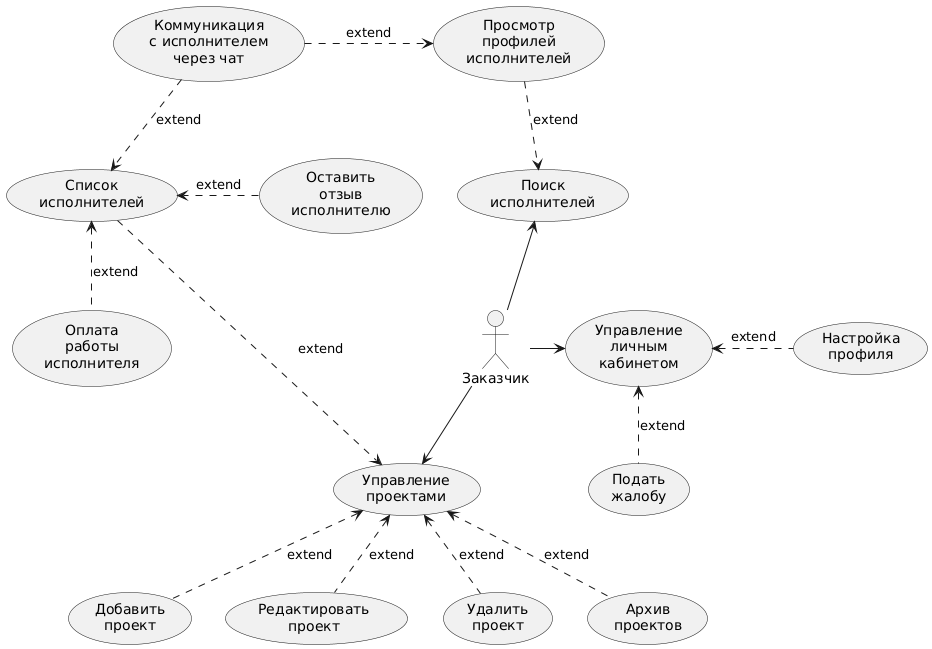 Коммуникация
с исполнителем
через чат
extend
Просмотр
профилей
исполнителей
extend
extend
Список
исполнителей
extend
Оставить
отзыв
исполнителю
Поиск
исполнителей
extend
Оплата
работы
исполнителя
extend
Заказчик
Управление
личным
кабинетом
extend
Настройка
профиля
extend
Подать
жалобу
Управление
проектами
extend
extend
extend
extend
Добавить
проект
Редактировать
проект
Удалить
проект
Архив
проектов